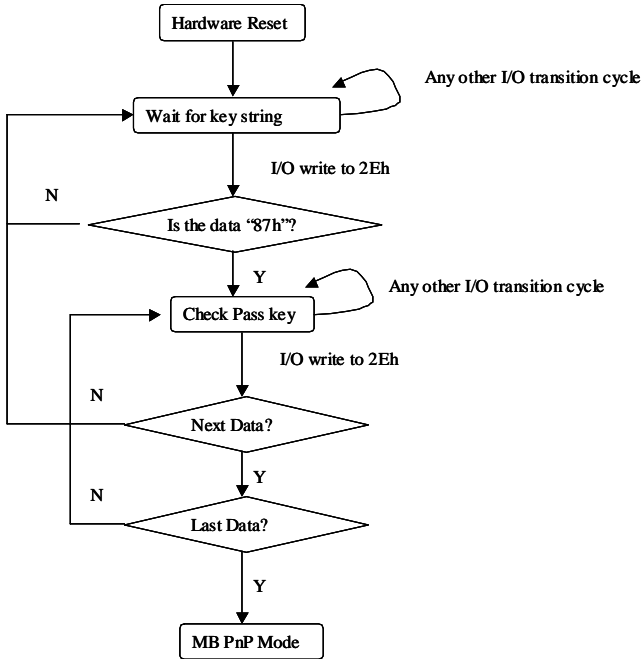 Hardware Reset
Any other I/O transition cycle
Wait for key string
I/O write to 2Eh
N
Is the data “87h”?
Y
Any other I/O transition cycle
Check Pass key
I/O write to 2Eh
N
Next Data?
Y
N
Last Data?
Y
MB PnP Mode